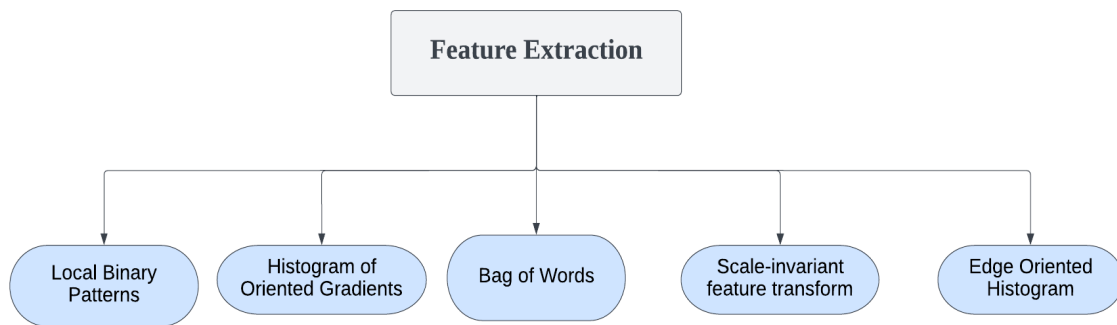 Feature Extraction
Local Binary
Patterns
Histogram of
Oriented Gradients
Bag of Words
Scale-invariant
feature transform
Edge Oriented
Histogram